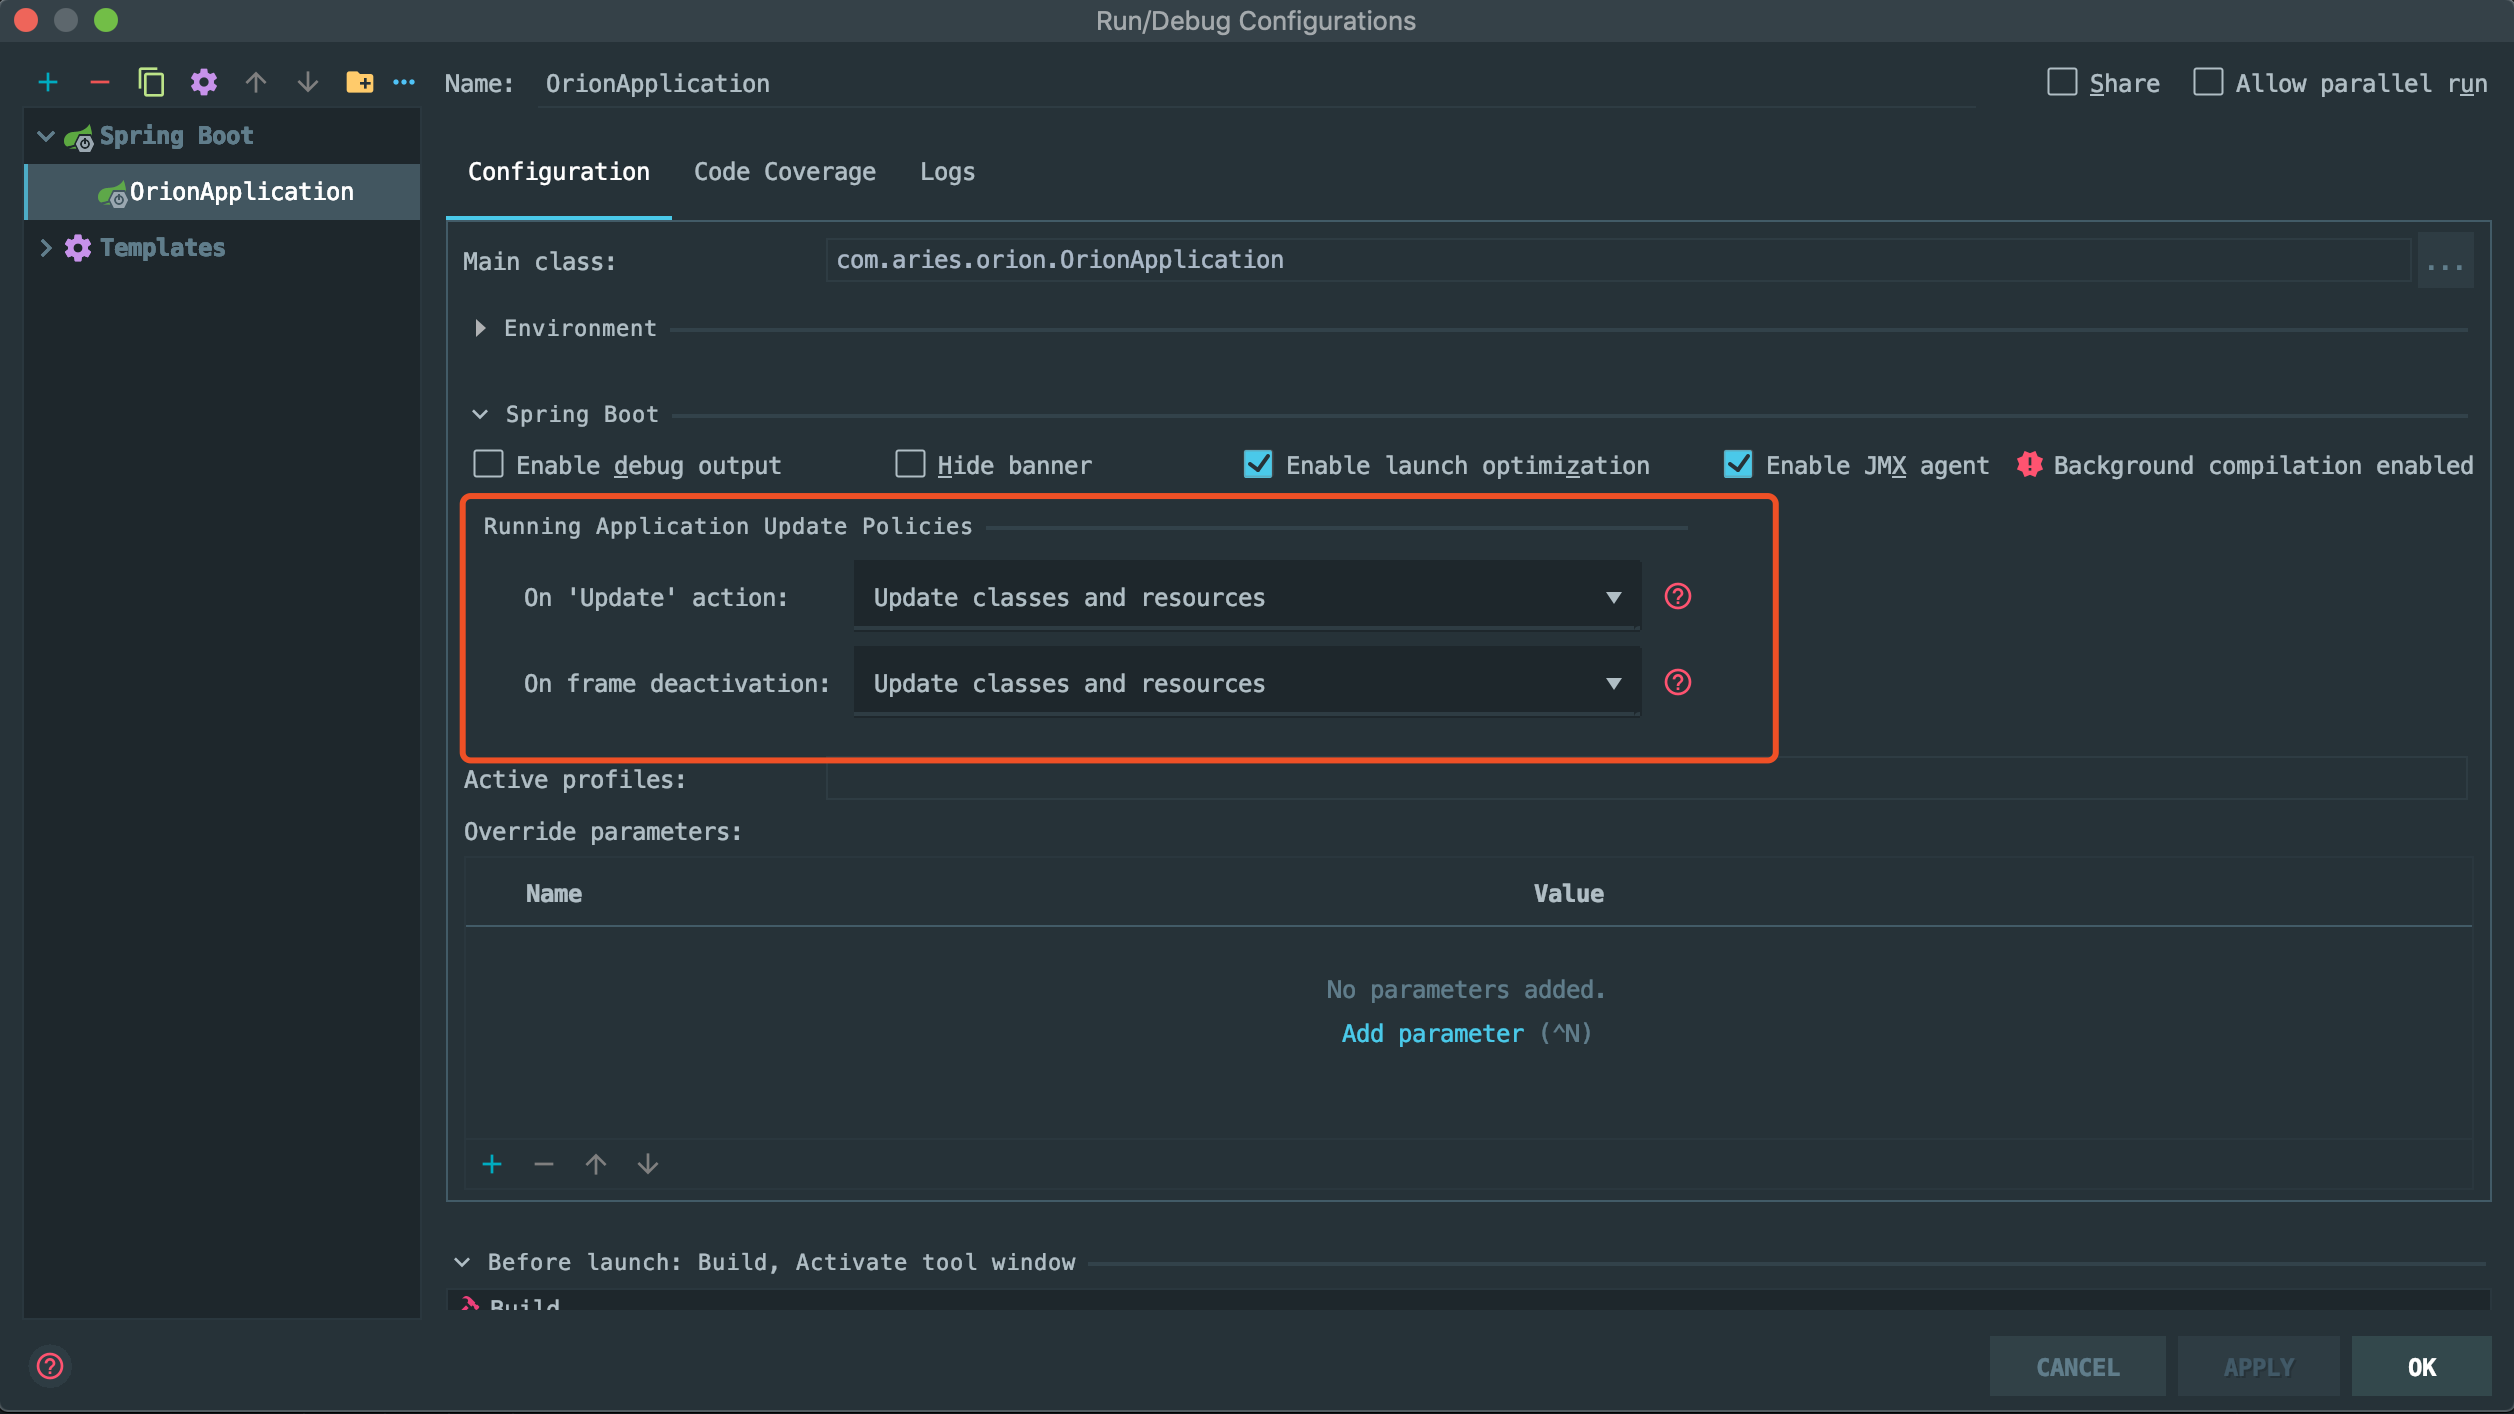 Run/Debug Configurations
Name: OrionApplication
Share
Allow parallel run
Spring Boot
OrionApplication
Templates
Configuration
Code Coverage
Logs
Main class: com.aries.orion.OrionApplication ...
Environment
Spring Boot
Enable debug output
Hide banner
Enable launch optimization
Enable JMX agent
Background compilation enabled
Running Application Update Policies
On 'Update' action: Update classes and resources
On frame deactivation: Update classes and resources
Active profiles:
Override parameters:
Name Value
No parameters added.
Add parameter (^N)
Before launch: Build, Activate tool window
Build
CANCEL
APPLY
OK